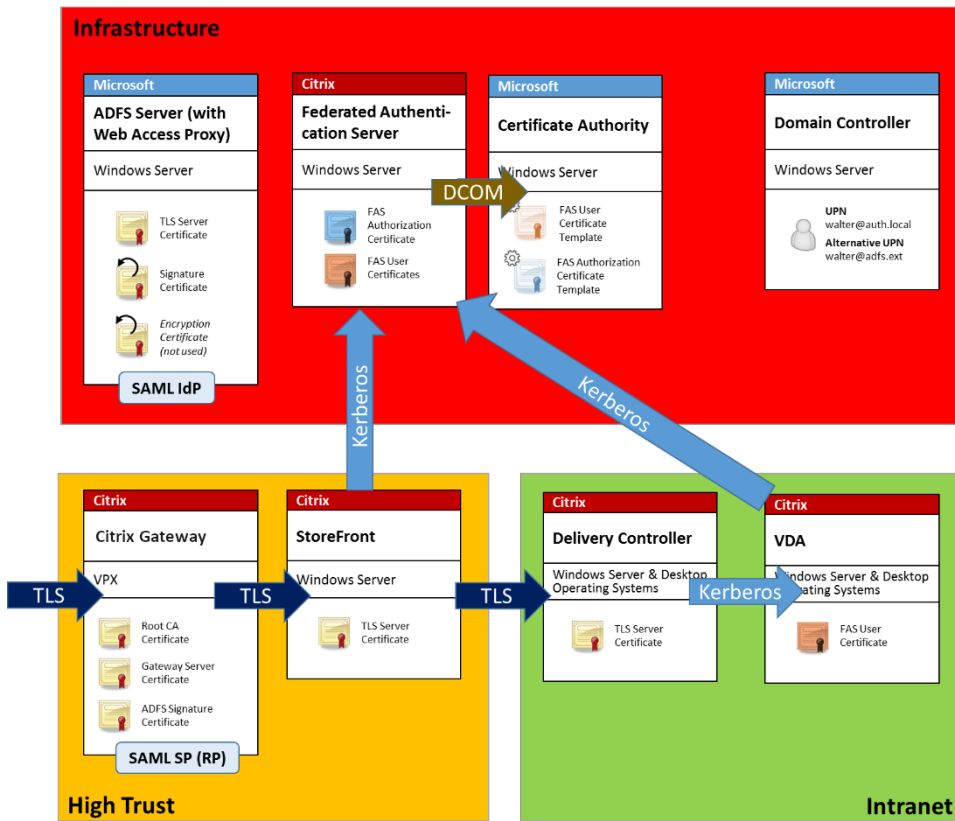 Infrastructure
Microsoft
ADFS Server (with
Web Access Proxy)
Windows Server
TLS Server
Certificate
Signature
Certificate
Encryption
Certificate
(not used)
SAML IdP
Citrix
Federated Authenti-
cation Server
Windows Server
FAS
Authorization
Certificate
FAS User
Certificates
DCOM
Microsoft
Certificate Authority
Windows Server
FAS User
Certificate
Template
FAS Authorization
Certificate
Template
Microsoft
Domain Controller
Windows Server
UPN
walter@auth.local
Alternative UPN
walter@adfs.ext
Kerberos
Kerberos
Citrix
Citrix Gateway
VPX
TLS
Root CA
Certificate
Gateway Server
Certificate
ADFS Signature
Certificate
SAML SP (RP)
TLS
Citrix
StoreFront
Windows Server
TLS Server
Certificate
High Trust
TLS
Citrix
Delivery Controller
Windows Server & Desktop
Operating Systems
TLS Server
Certificate
Kerberos
Citrix
VDA
Windows Server & Desktop
Operating Systems
FAS User
Certificate
Intranet